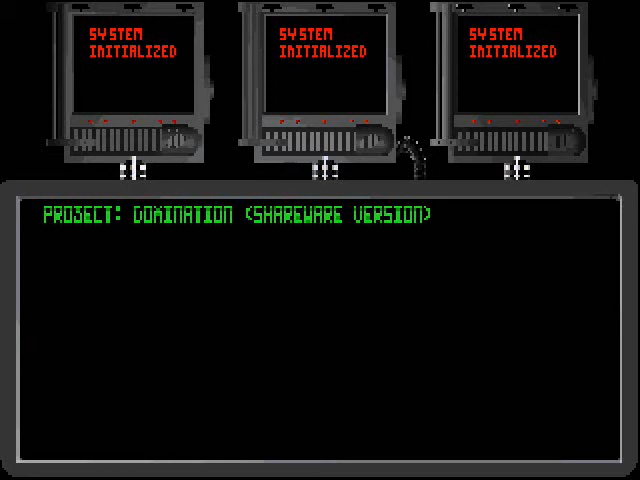 SYSTEM
INITIALIZED
SYSTEM
INITIALIZED
SYSTEM
INITIALIZED
PROJECT: DOMINATION (SHAREWARE VERSION)